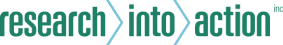 research into action inc